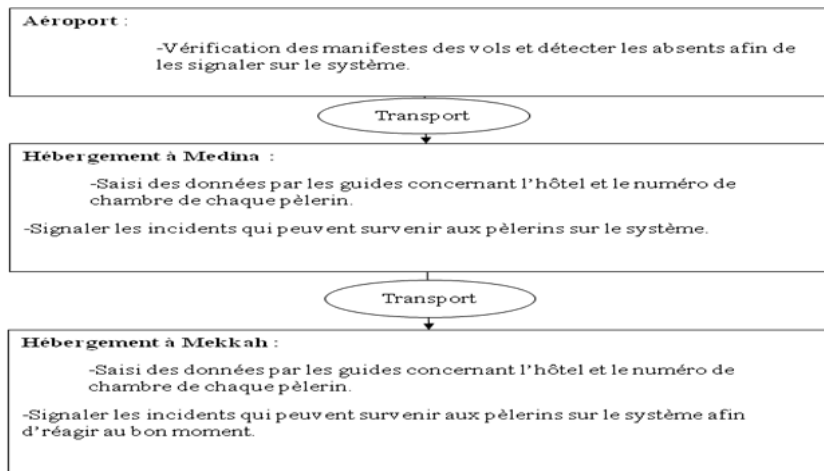 Aéroport :
-Vérification des manifestes des vols et détecter les absents afin de
les signaler sur le système.
Transport
Hébergement à Medina :
-Saisi des données par les guides concernant l'hôtel et le numéro de
chambre de chaque pèlerin.
-Signaler les incidents qui peuvent survenir aux pèlerins sur le système.
Transport
Hébergement à Mekkah :
-Saisi des données par les guides concernant l'hôtel et le numéro de
chambre de chaque pèlerin.
-Signaler les incidents qui peuvent survenir aux pèlerins sur le système afin
d'réagir au bon moment.